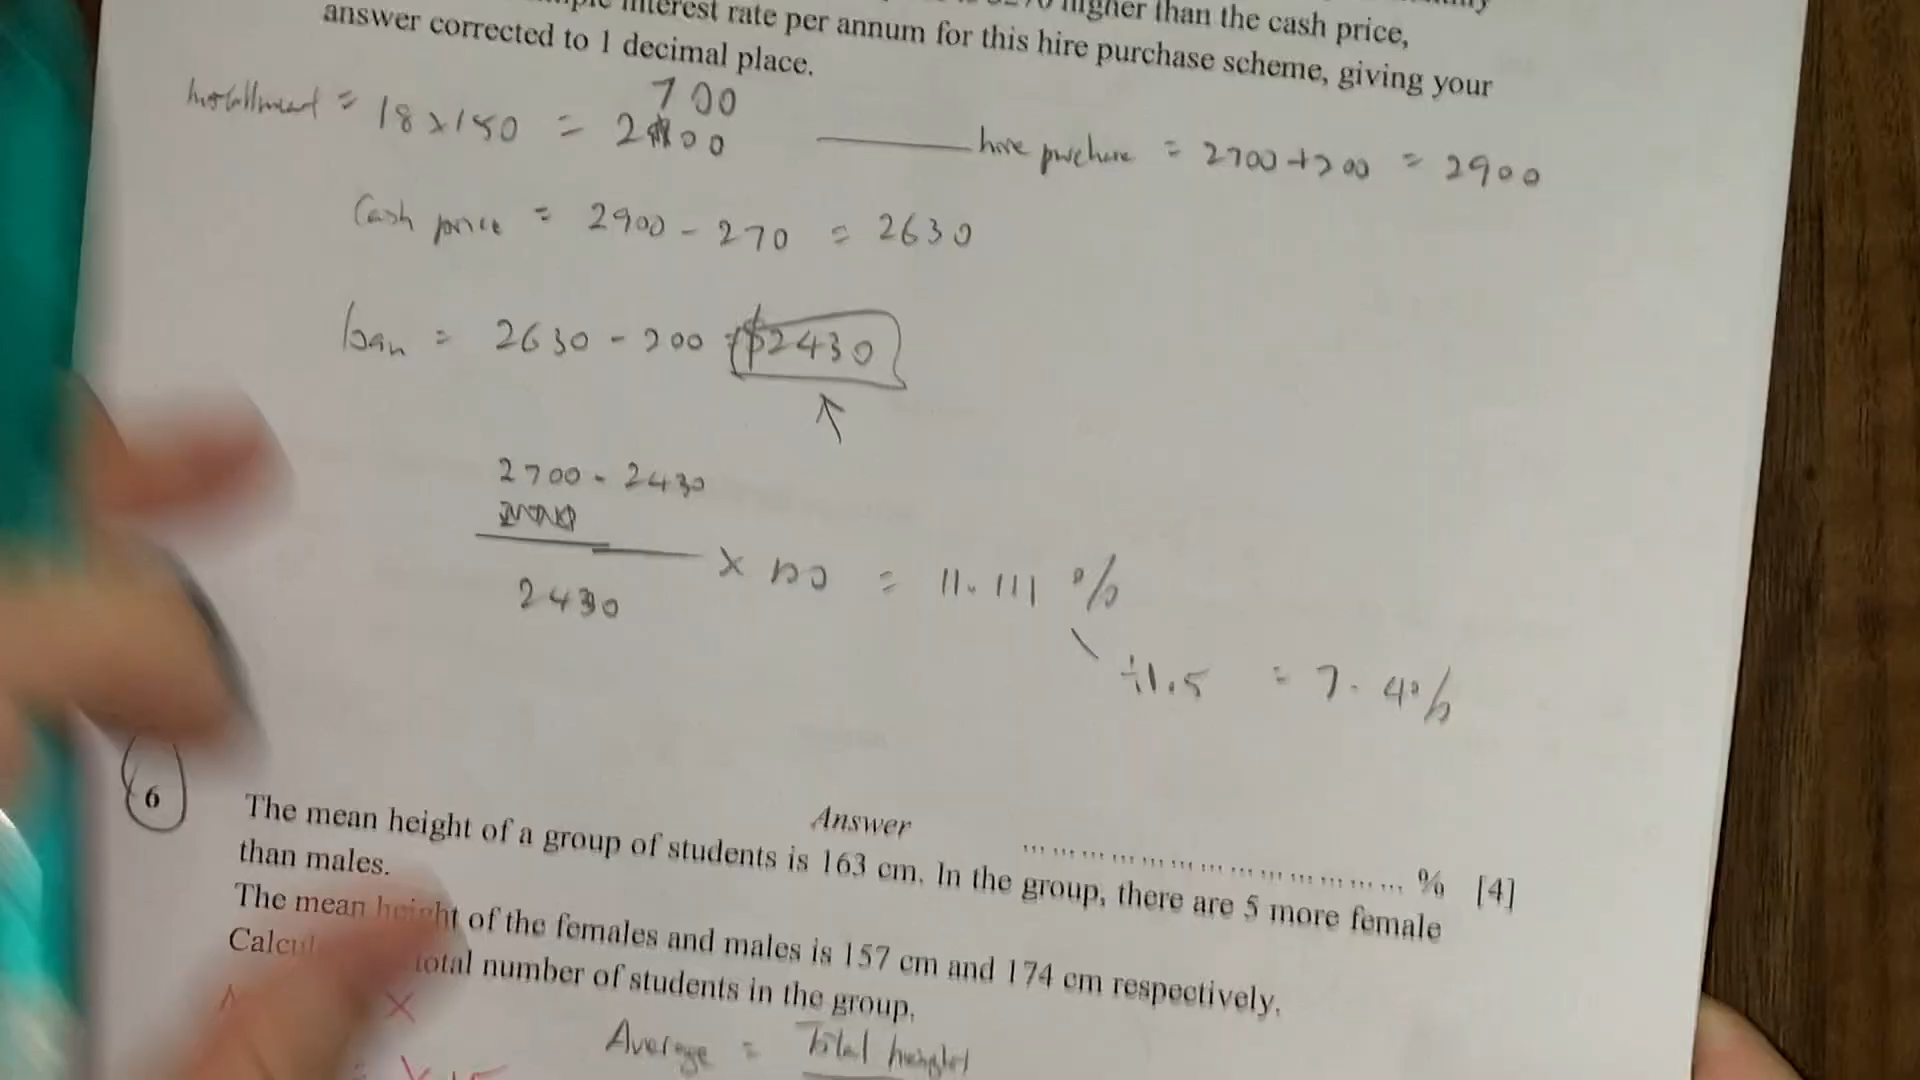 higher than the cash price,
interest rate per annum for this hire purchase scheme, giving your
answer corrected to 1 decimal place.
700
Installment = 18 x 150 = 2 00
hire purchase = 2700 + 200 = 2900
Cash price = 2900 - 270 = 2630
loan = 2630 - 200 = $2430
2700 - 2430
2430
x 100 = 11.111 %
÷1.5 = 7.4%
Answer % [4]
6 The mean height of a group of students is 163 cm. In the group, there are 5 more female
than males.
The mean height of the females and males is 157 cm and 174 cm respectively.
total number of students in the group.
x
Average = Total height